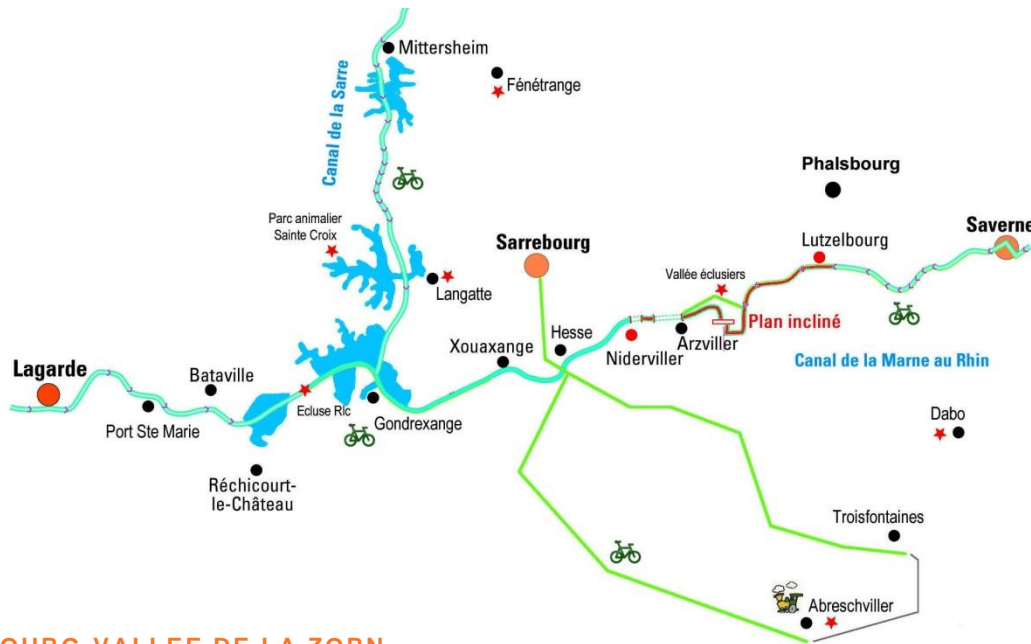 Mittersheim
Fénétrange
Canal de la Sarre
Phalsbourg
Parc animalier
Sainte Croix
Sarrebourg
Saverne
Lutzelbourg
Vallée éclusiers
Langatte
Plan incliné
Hesse
Xouaxange
Niderviller
Arzviller
Lagarde
Bataville
Canal de la Marne au Rhin
Ecluse Rlc
Gondrexange
Port Ste Marie
Dabo
Réchicourt-
le-Château
Troisfontaines
Abreschviller